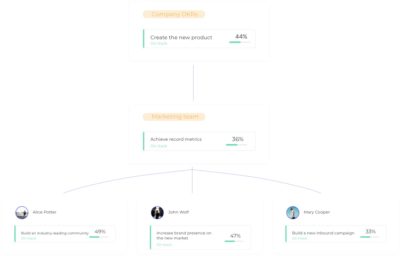 Company OKRs
Create the new product
44%
On track
Marketing team
Achieve record metrics
36%
On track
Alice Potter
Build an industry-leading community
49%
On track
John Wolf
Increase brand presence on
the new market
47%
On track
Mary Cooper
Build a new inbound campaign
33%
On track